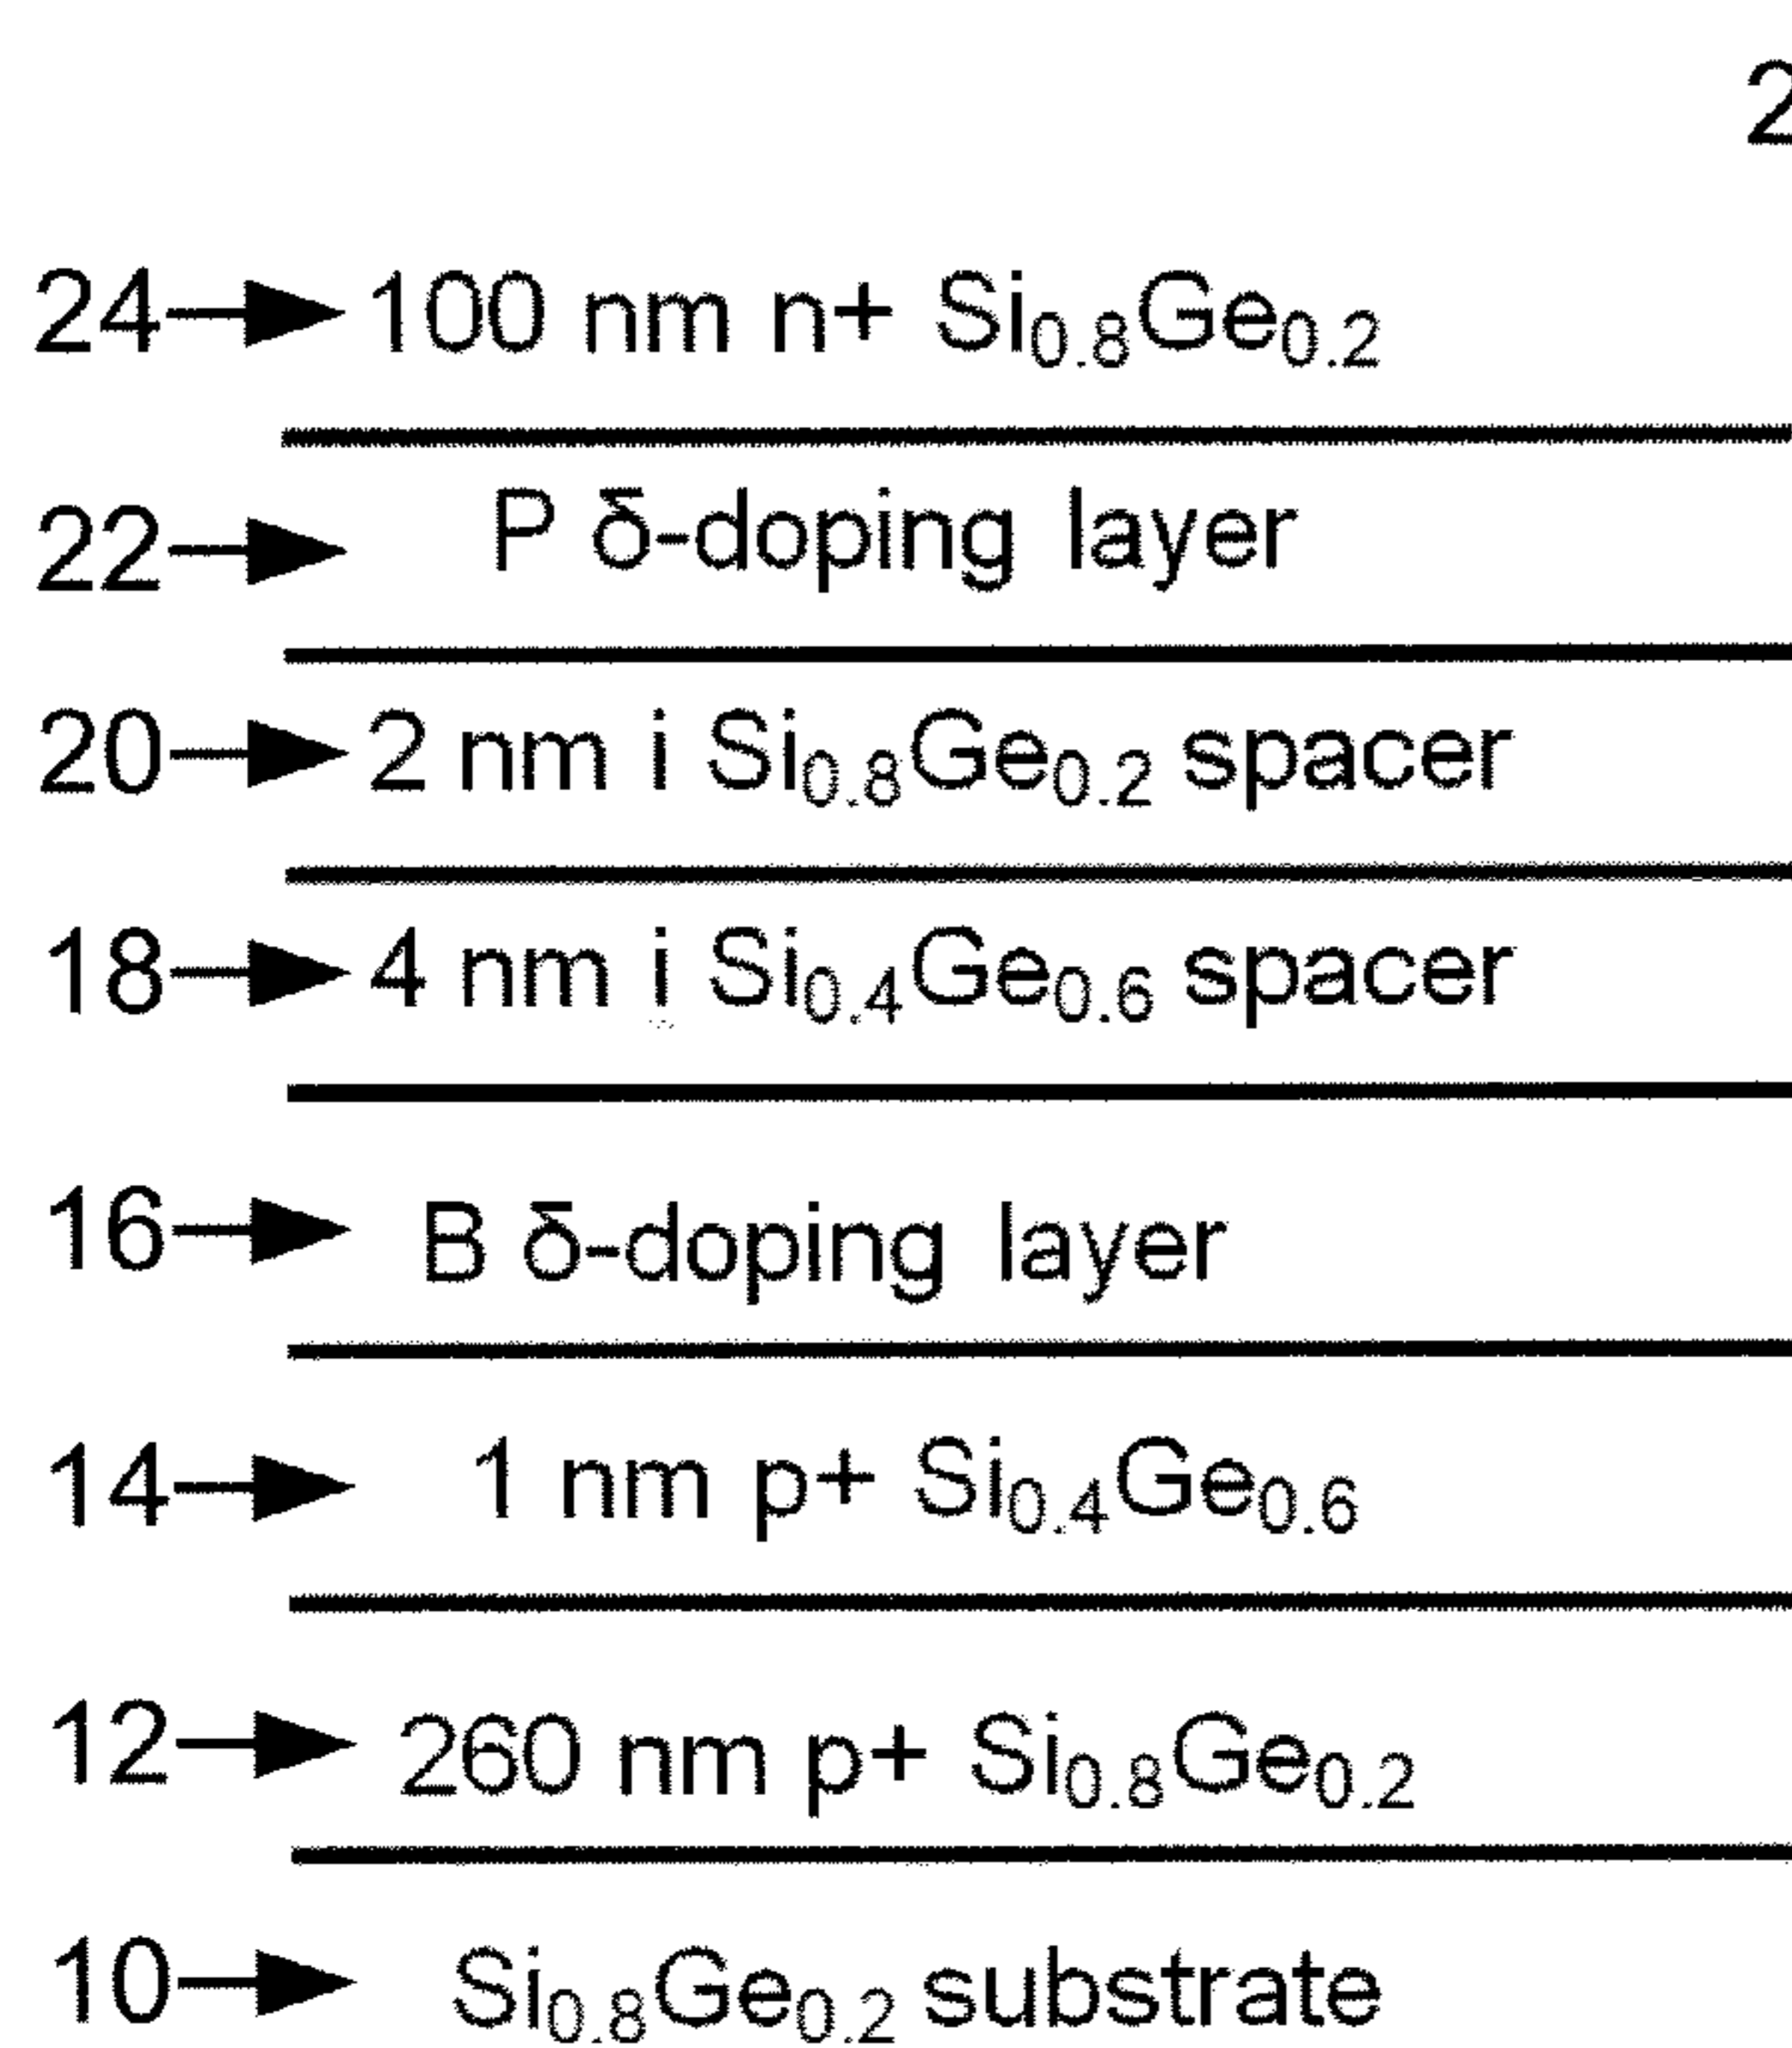 2
24 100 nm n+ Si0.8Ge0.2
22 P δ-doping layer
20 2 nm i Si0.8Ge0.2 spacer
18 4 nm i Si0.4Ge0.6 spacer
16 B δ-doping layer
14 1 nm p+ Si0.4Ge0.6
12 260 nm p+ Si0.8Ge0.2
10 Si0.8Ge0.2 substrate